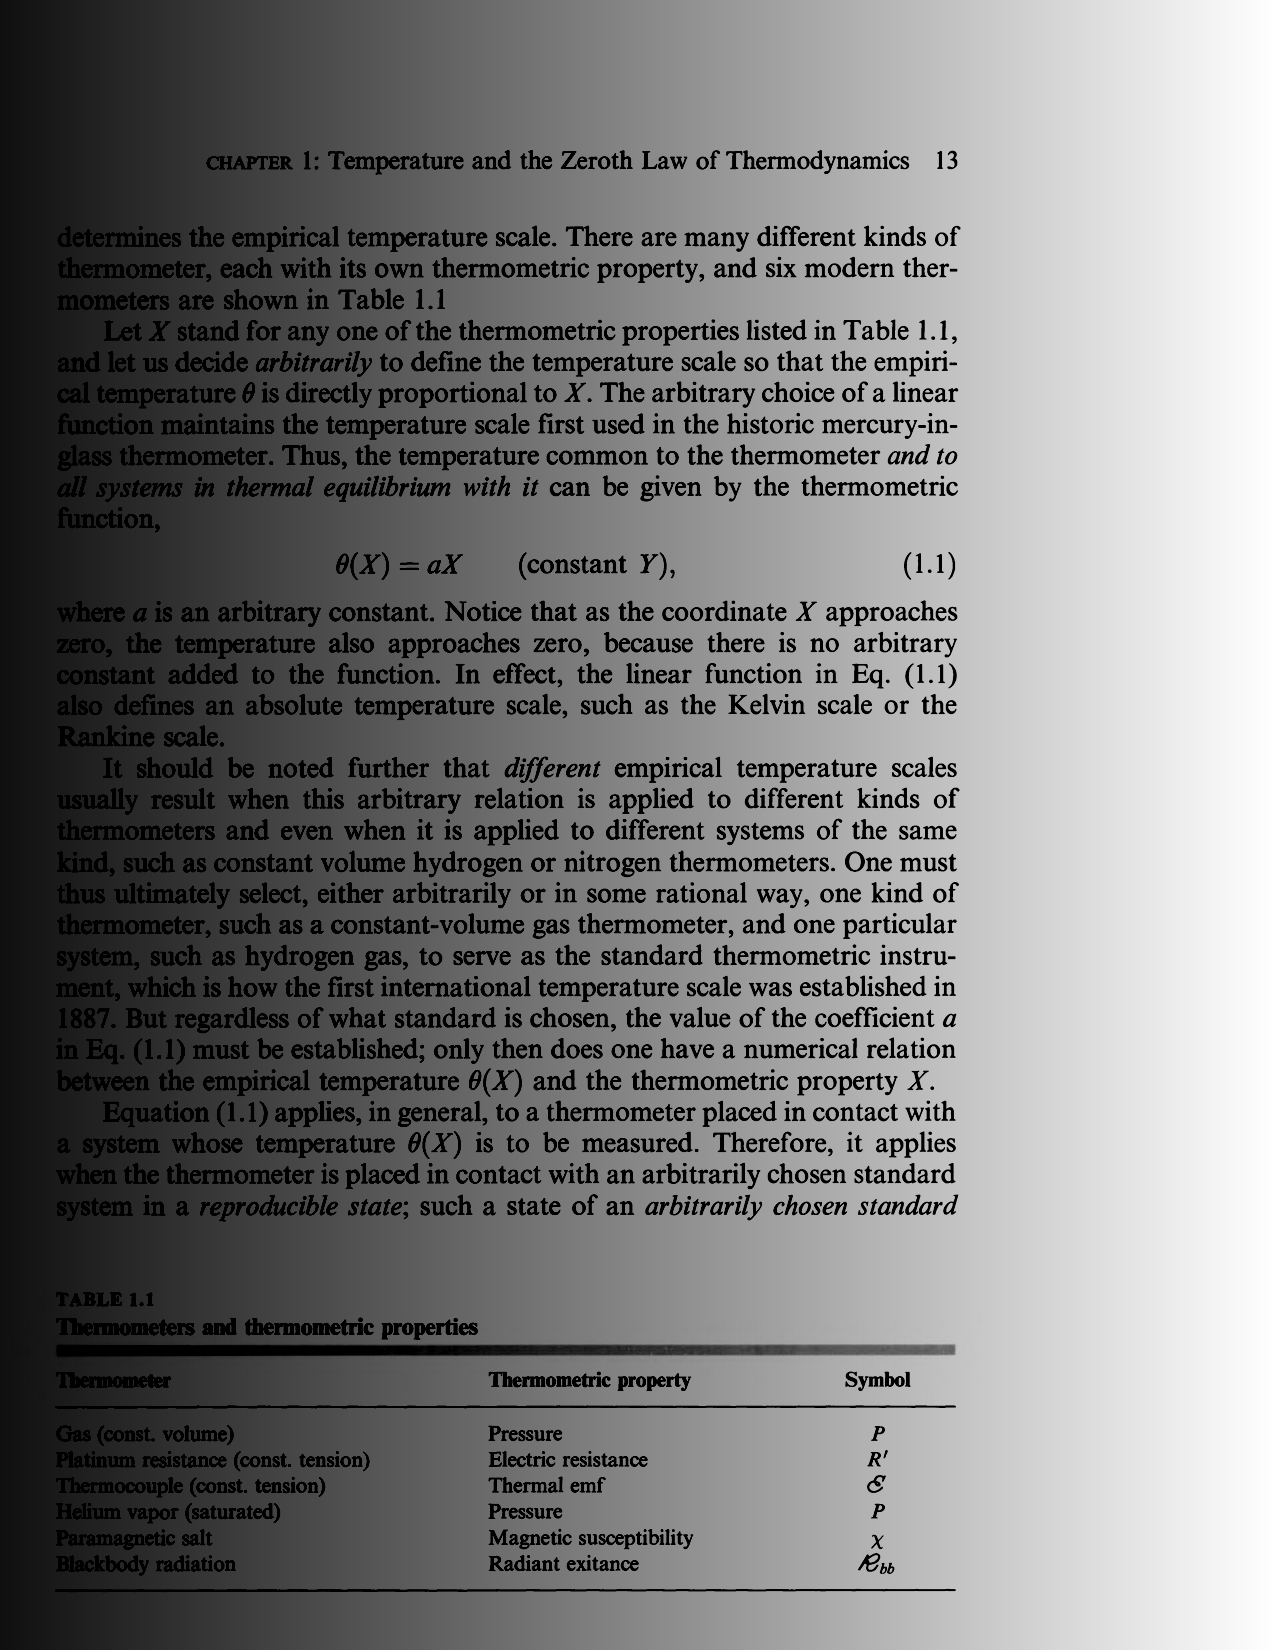 CHAPTER 1: Temperature and the Zeroth Law of Thermodynamics 13
determines the empirical temperature scale. There are many different kinds of
thermometer, each with its own thermometric property, and six modern ther-
mometers are shown in Table 1.1
Let X stand for any one of the thermometric properties listed in Table 1.1,
and let us decide arbitrarily to define the temperature scale so that the empiri-
cal temperature θ is directly proportional to X. The arbitrary choice of a linear
function maintains the temperature scale first used in the historic mercury-in-
glass thermometer. Thus, the temperature common to the thermometer and to
all systems in thermal equilibrium with it can be given by the thermometric
function,
θ(X) = aX (constant Y), (1.1)
where a is an arbitrary constant. Notice that as the coordinate X approaches
zero, the temperature also approaches zero, because there is no arbitrary
constant added to the function. In effect, the linear function in Eq. (1.1)
also defines an absolute temperature scale, such as the Kelvin scale or the
Rankine scale.
It should be noted further that different empirical temperature scales
usually result when this arbitrary relation is applied to different kinds of
thermometers and even when it is applied to different systems of the same
kind, such as constant volume hydrogen or nitrogen thermometers. One must
thus ultimately select, either arbitrarily or in some rational way, one kind of
thermometer, such as a constant-volume gas thermometer, and one particular
system, such as hydrogen gas, to serve as the standard thermometric instru-
ment, which is how the first international temperature scale was established in
1887. But regardless of what standard is chosen, the value of the coefficient a
in Eq. (1.1) must be established; only then does one have a numerical relation
between the empirical temperature θ(X) and the thermometric property X.
Equation (1.1) applies, in general, to a thermometer placed in contact with
a system whose temperature θ(X) is to be measured. Therefore, it applies
when the thermometer is placed in contact with an arbitrarily chosen standard
system in a reproducible state; such a state of an arbitrarily chosen standard
TABLE 1.1
Thermometers and thermometric properties
Thermometer Thermometric property Symbol
Gas (const. volume) Pressure P
Platinum resistance (const. tension) Electric resistance R′
Thermocouple (const. tension) Thermal emf ℰ
Helium vapor (saturated) Pressure P
Paramagnetic salt Magnetic susceptibility χ
Blackbody radiation Radiant exitance ℛbb